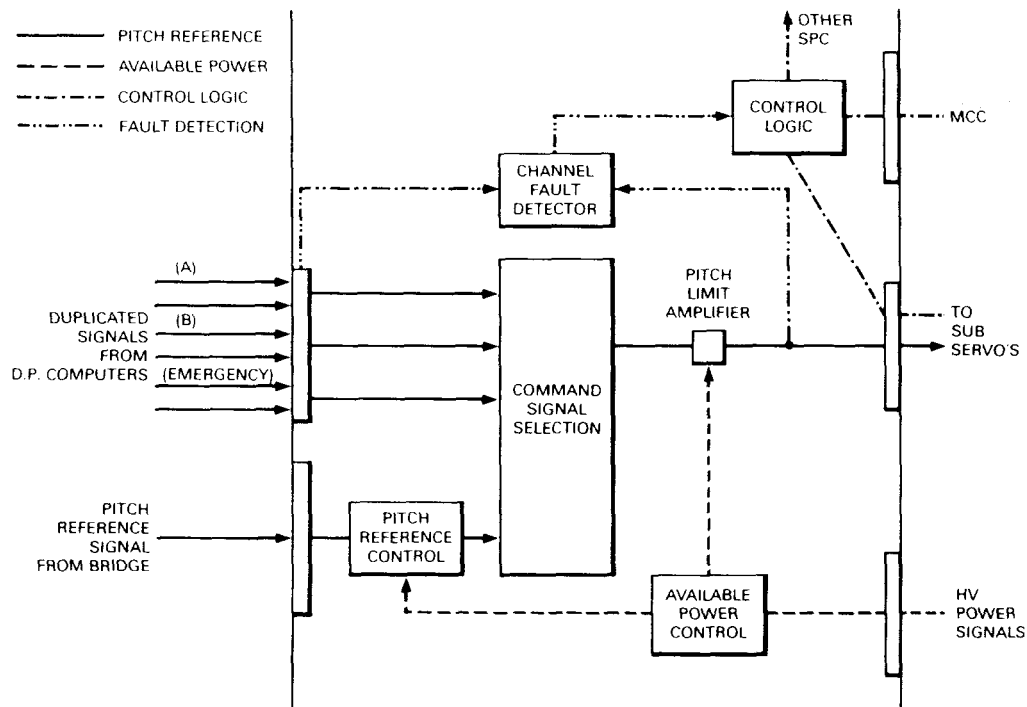 PITCH REFERENCE
AVAILABLE POWER
CONTROL LOGIC
FAULT DETECTION
OTHER
SPC
CONTROL
LOGIC
MCC
CHANNEL
FAULT
DETECTOR
(A)
DUPLICATED
SIGNALS
FROM
D.P. COMPUTERS
(B)
(EMERGENCY)
COMMAND
SIGNAL
SELECTION
PITCH
LIMIT
AMPLIFIER
TO
SUB
SERVO'S
PITCH
REFERENCE
SIGNAL
FROM BRIDGE
PITCH
REFERENCE
CONTROL
AVAILABLE
POWER
CONTROL
HV
POWER
SIGNALS